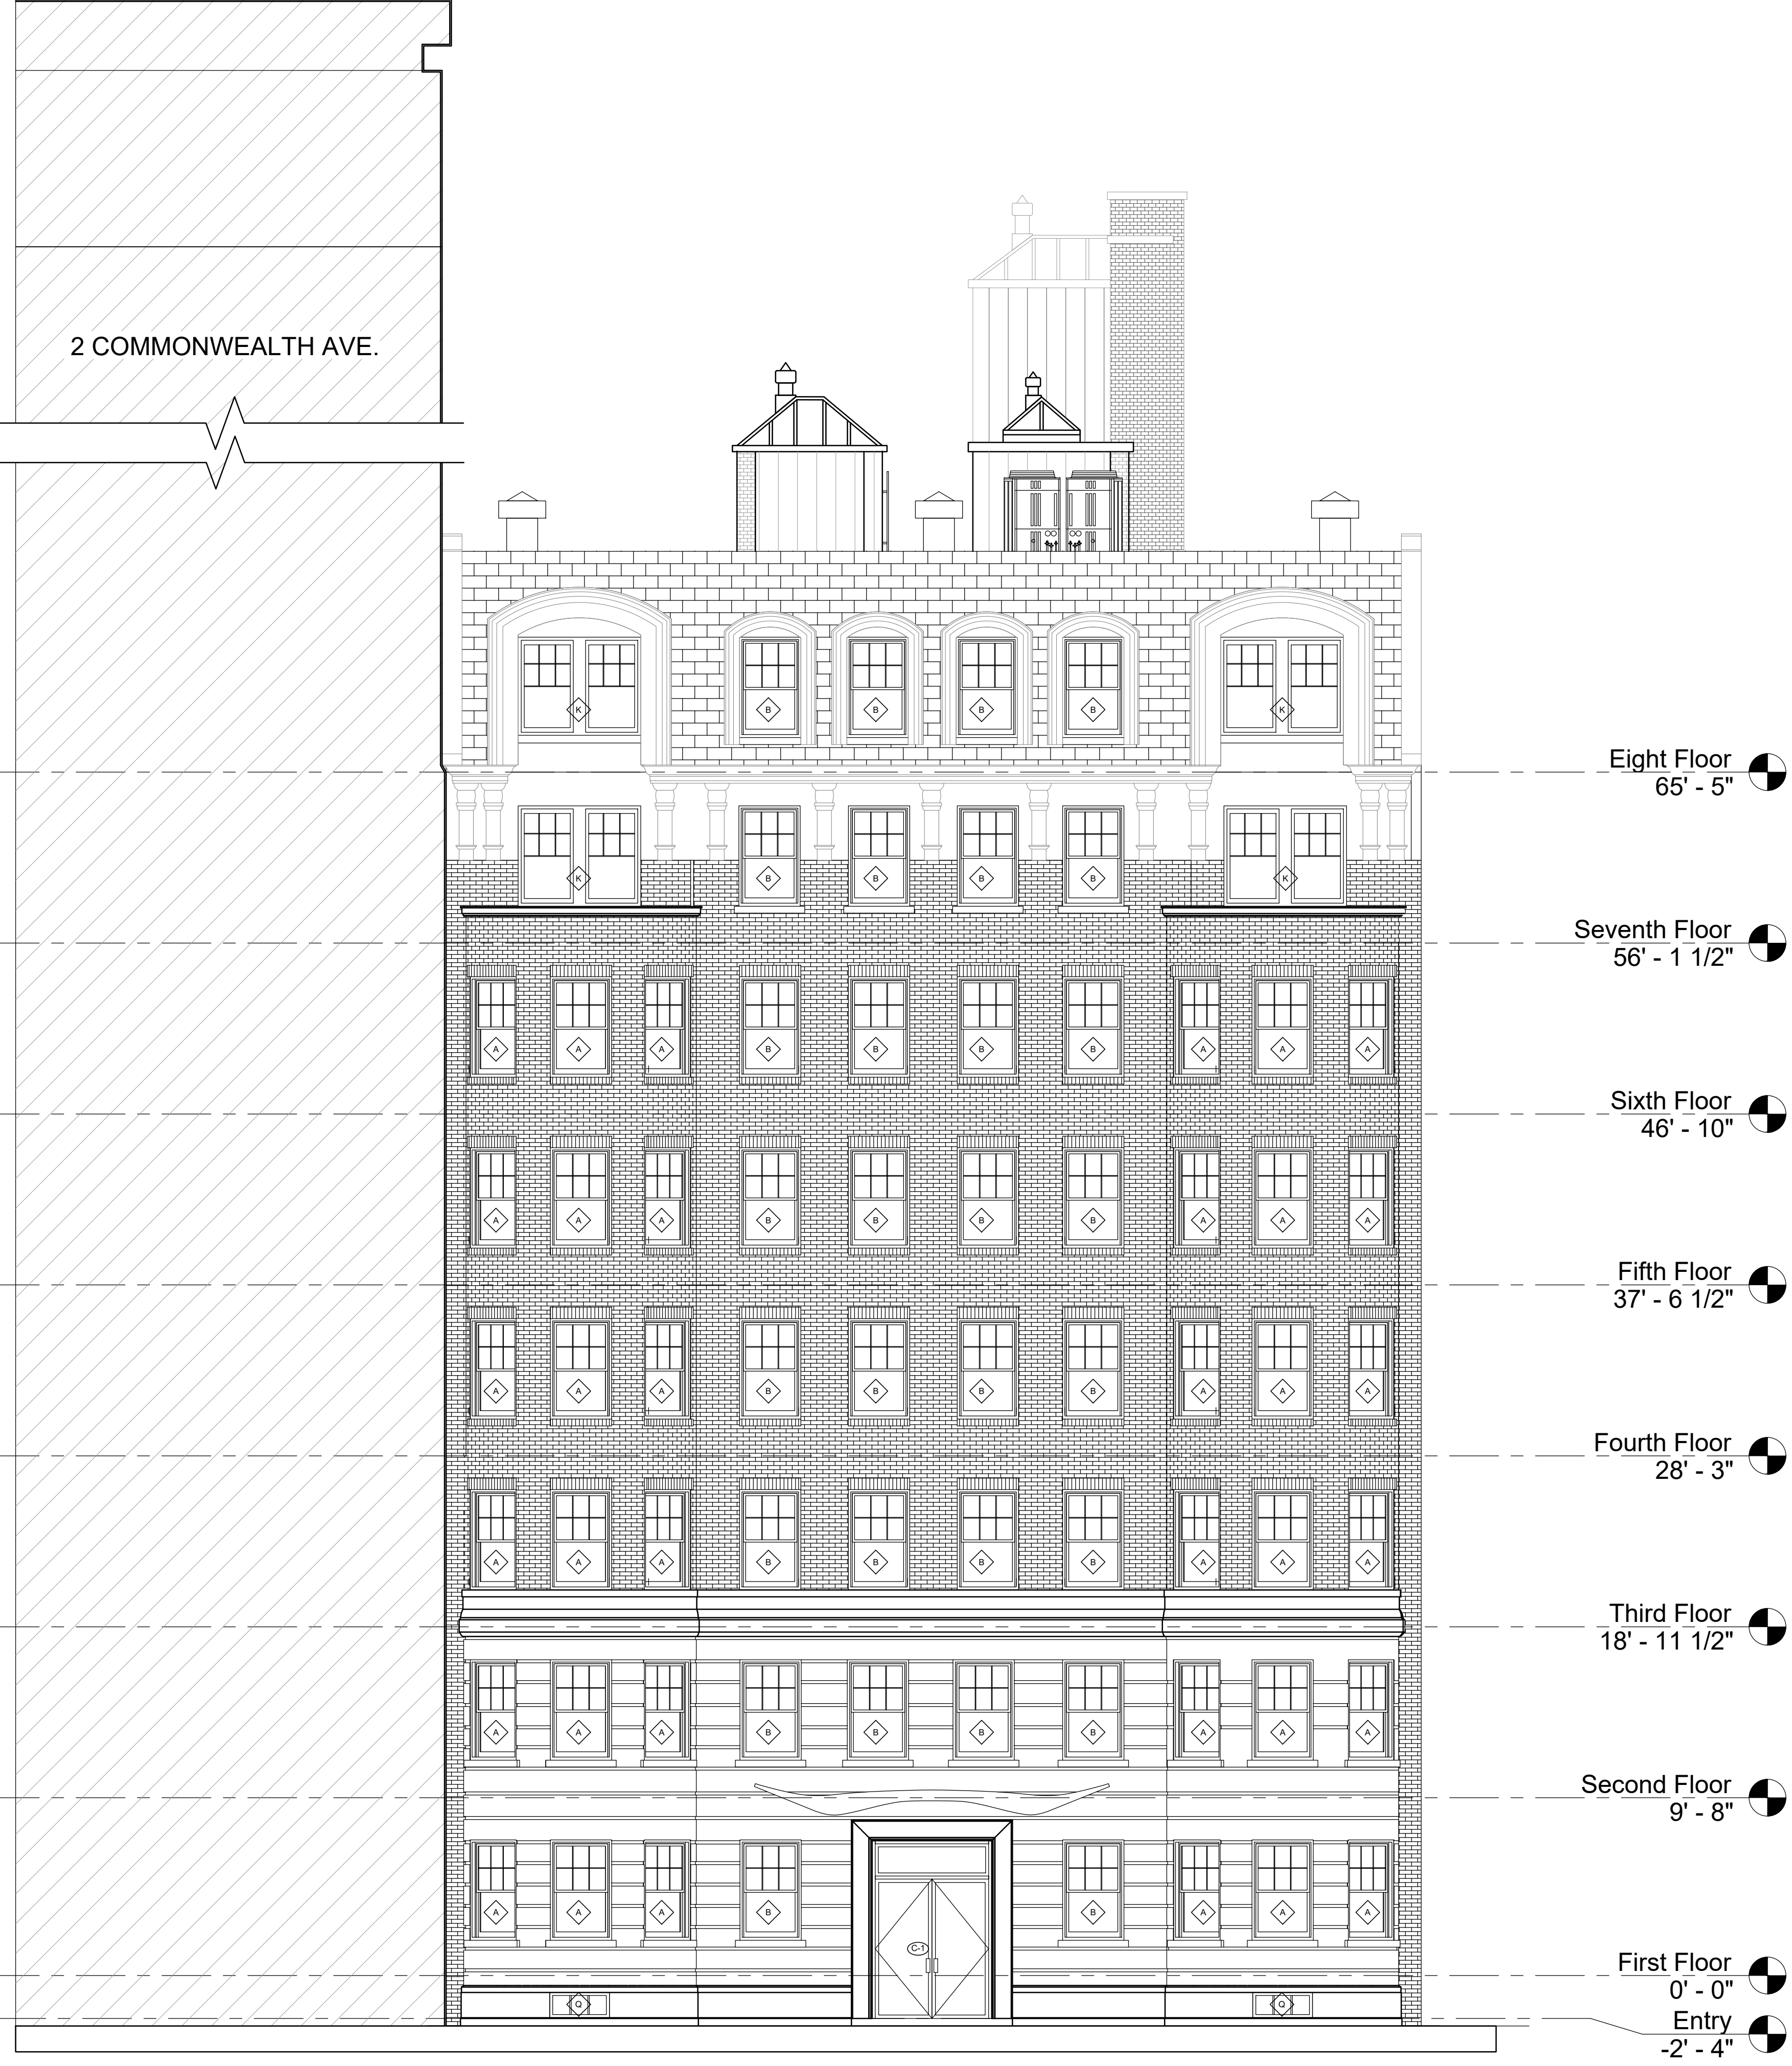 2 COMMONWEALTH AVE.
K B B B B K
Eight Floor
65' - 5"
K B B B B K
Seventh Floor
56' - 1 1/2"
A A A B B B B A A A
Sixth Floor
46' - 10"
A A A B B B B A A A
Fifth Floor
37' - 6 1/2"
A A A B B B B A A A
Fourth Floor
28' - 3"
A A A B B B B A A A
Third Floor
18' - 11 1/2"
A A A B B B B A A A
Second Floor
9' - 8"
A A A B B A A A
C-1
First Floor
0' - 0"
Q Q
Entry
-2' - 4"